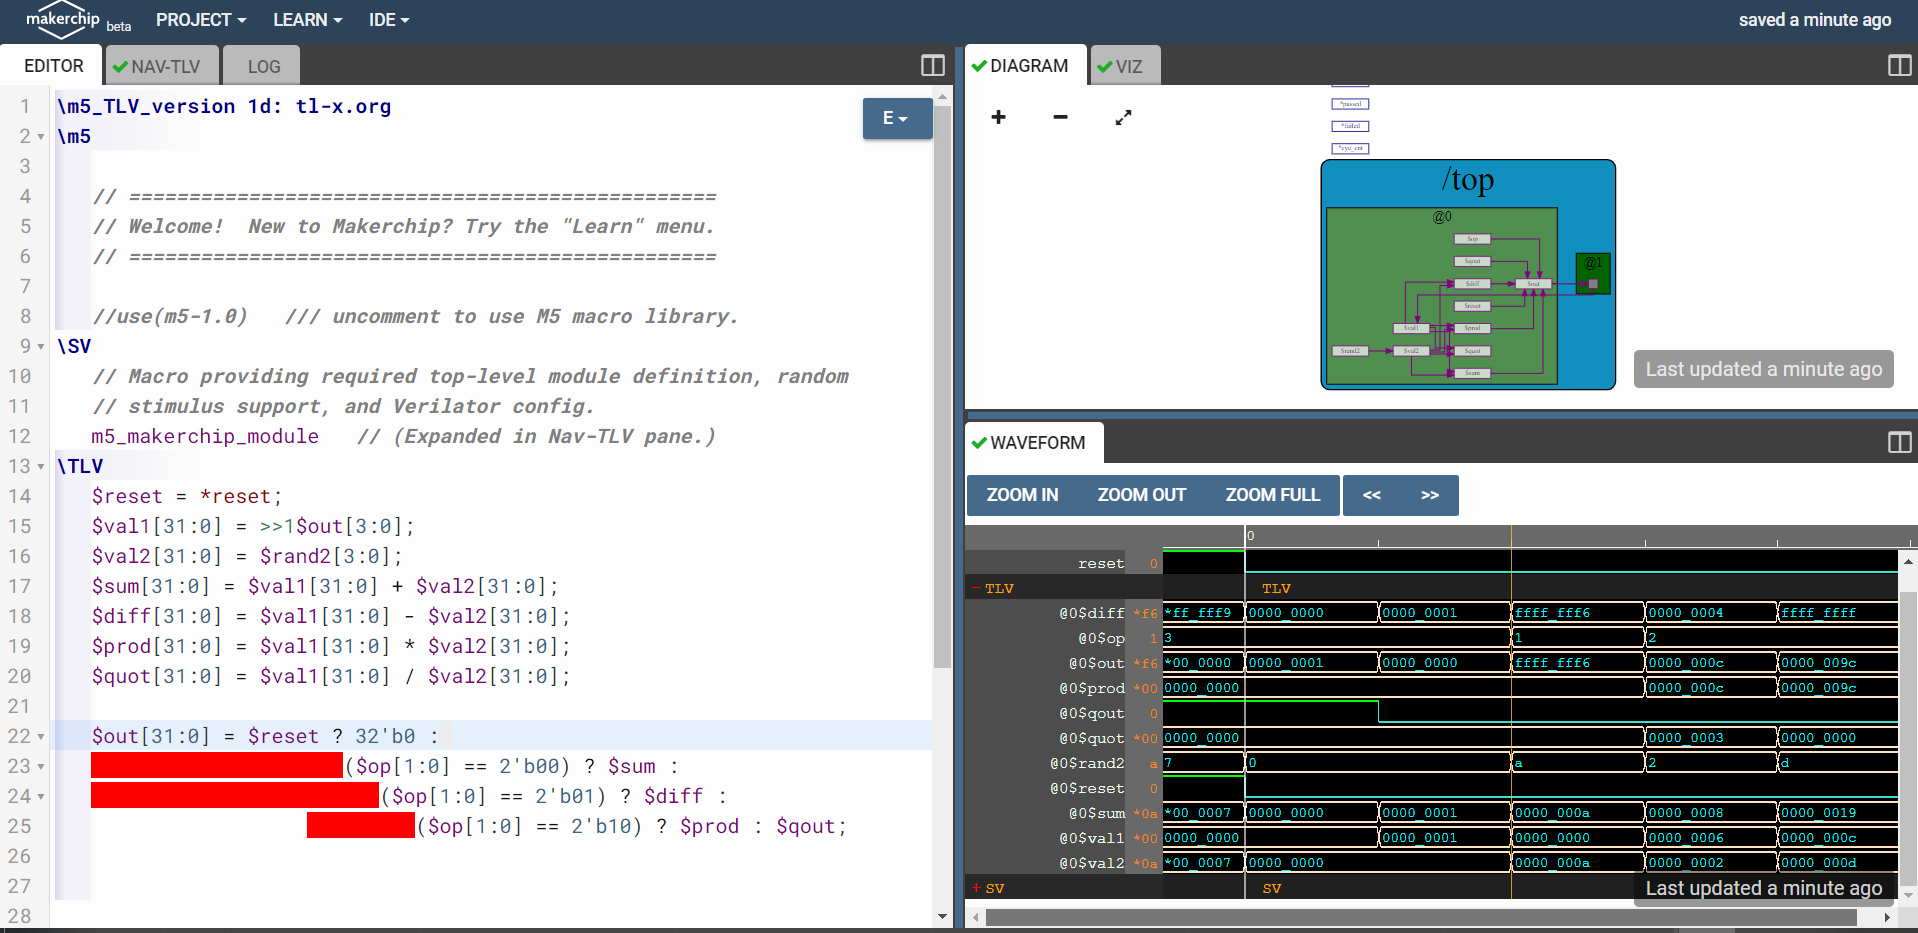 makerchip beta PROJECT LEARN IDE saved a minute ago
EDITOR NAV-TLV LOG
1 \m5_TLV_version 1d: tl-x.org
2 \m5
3
4 // =================================================
5 // Welcome!  New to Makerchip? Try the "Learn" menu.
6 // =================================================
7
8 //use(m5-1.0)   /// uncomment to use M5 macro library.
9 \SV
10 // Macro providing required top-level module definition, random
11 // stimulus support, and Verilator config.
12 m5_makerchip_module   // (Expanded in Nav-TLV pane.)
13 \TLV
14 $reset = *reset;
15 $val1[31:0] = >>1$out[3:0];
16 $val2[31:0] = $rand2[3:0];
17 $sum[31:0] = $val1[31:0] + $val2[31:0];
18 $diff[31:0] = $val1[31:0] - $val2[31:0];
19 $prod[31:0] = $val1[31:0] * $val2[31:0];
20 $quot[31:0] = $val1[31:0] / $val2[31:0];
21
22 $out[31:0] = $reset ? 32'b0 :
23 ($op[1:0] == 2'b00) ? $sum :
24 ($op[1:0] == 2'b01) ? $diff :
25 ($op[1:0] == 2'b10) ? $prod : $qout;
26
27
28
E
DIAGRAM VIZ
*passed
*failed
*cyc_cnt
/top
@0
$op
$qout
@1
$diff $out
$reset
$val1 $prod
$rand2 $val2 $quot
$sum
Last updated a minute ago
WAVEFORM
ZOOM IN ZOOM OUT ZOOM FULL << >>
0
reset 0
TLV TLV
@0$diff *f6 *ff_fff9 0000_0000 0000_0001 ffff_fff6 0000_0004 ffff_ffff
@0$op 1 3 1 2
@0$out *f6 *00_0000 0000_0001 0000_0000 ffff_fff6 0000_000c 0000_009c
@0$prod *00 0000_0000 0000_000c 0000_009c
@0$qout 0
@0$quot *00 0000_0000 0000_0003 0000_0000
@0$rand2 a 7 0 a 2 d
@0$reset 0
@0$sum *0a *00_0007 0000_0000 0000_0001 0000_000a 0000_0008 0000_0019
@0$val1 *00 0000_0000 0000_0001 0000_0000 0000_0006 0000_000c
@0$val2 *0a *00_0007 0000_0000 0000_000a 0000_0002 0000_000d
SV SV
Last updated a minute ago